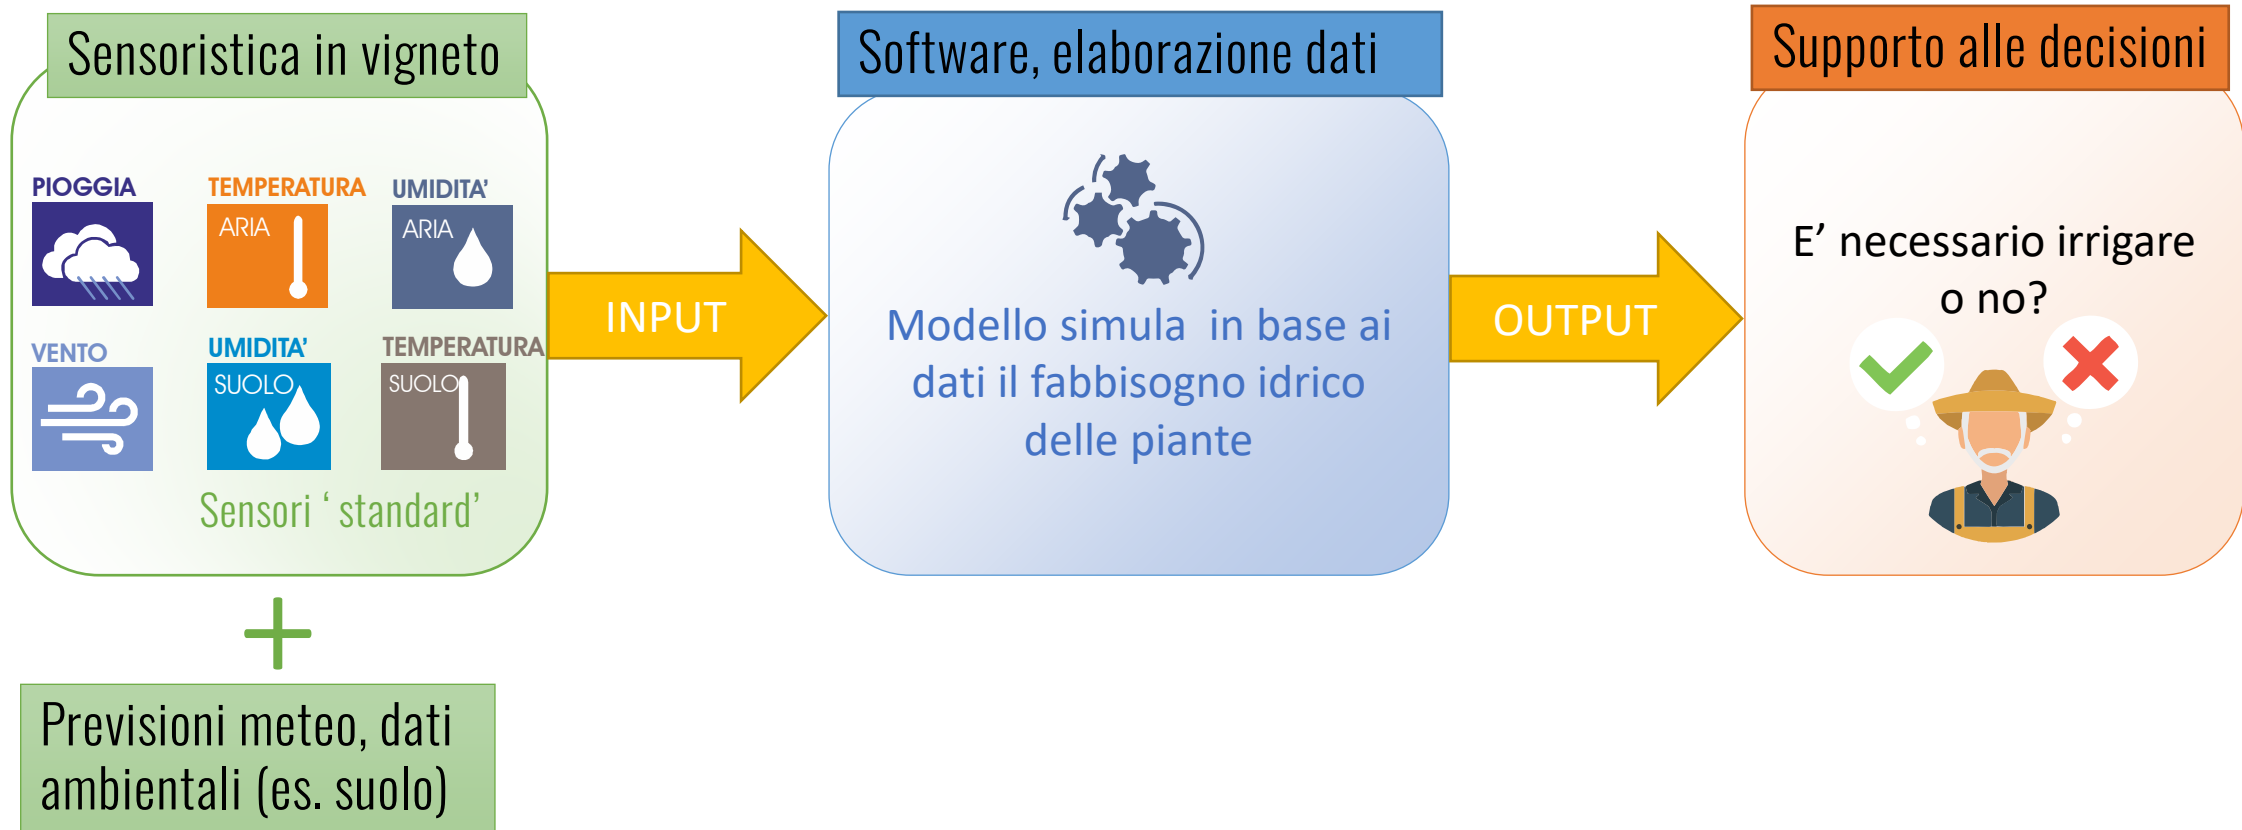 Sensoristica in vigneto
PIOGGIA
TEMPERATURA
ARIA
UMIDITA'
ARIA
VENTO
UMIDITA'
SUOLO
TEMPERATURA
SUOLO
Sensori ‘ standard’
+
Previsioni meteo, dati
ambientali (es. suolo)
INPUT
Software, elaborazione dati
Modello simula  in base ai
dati il fabbisogno idrico
delle piante
OUTPUT
Supporto alle decisioni
E’ necessario irrigare
o no?